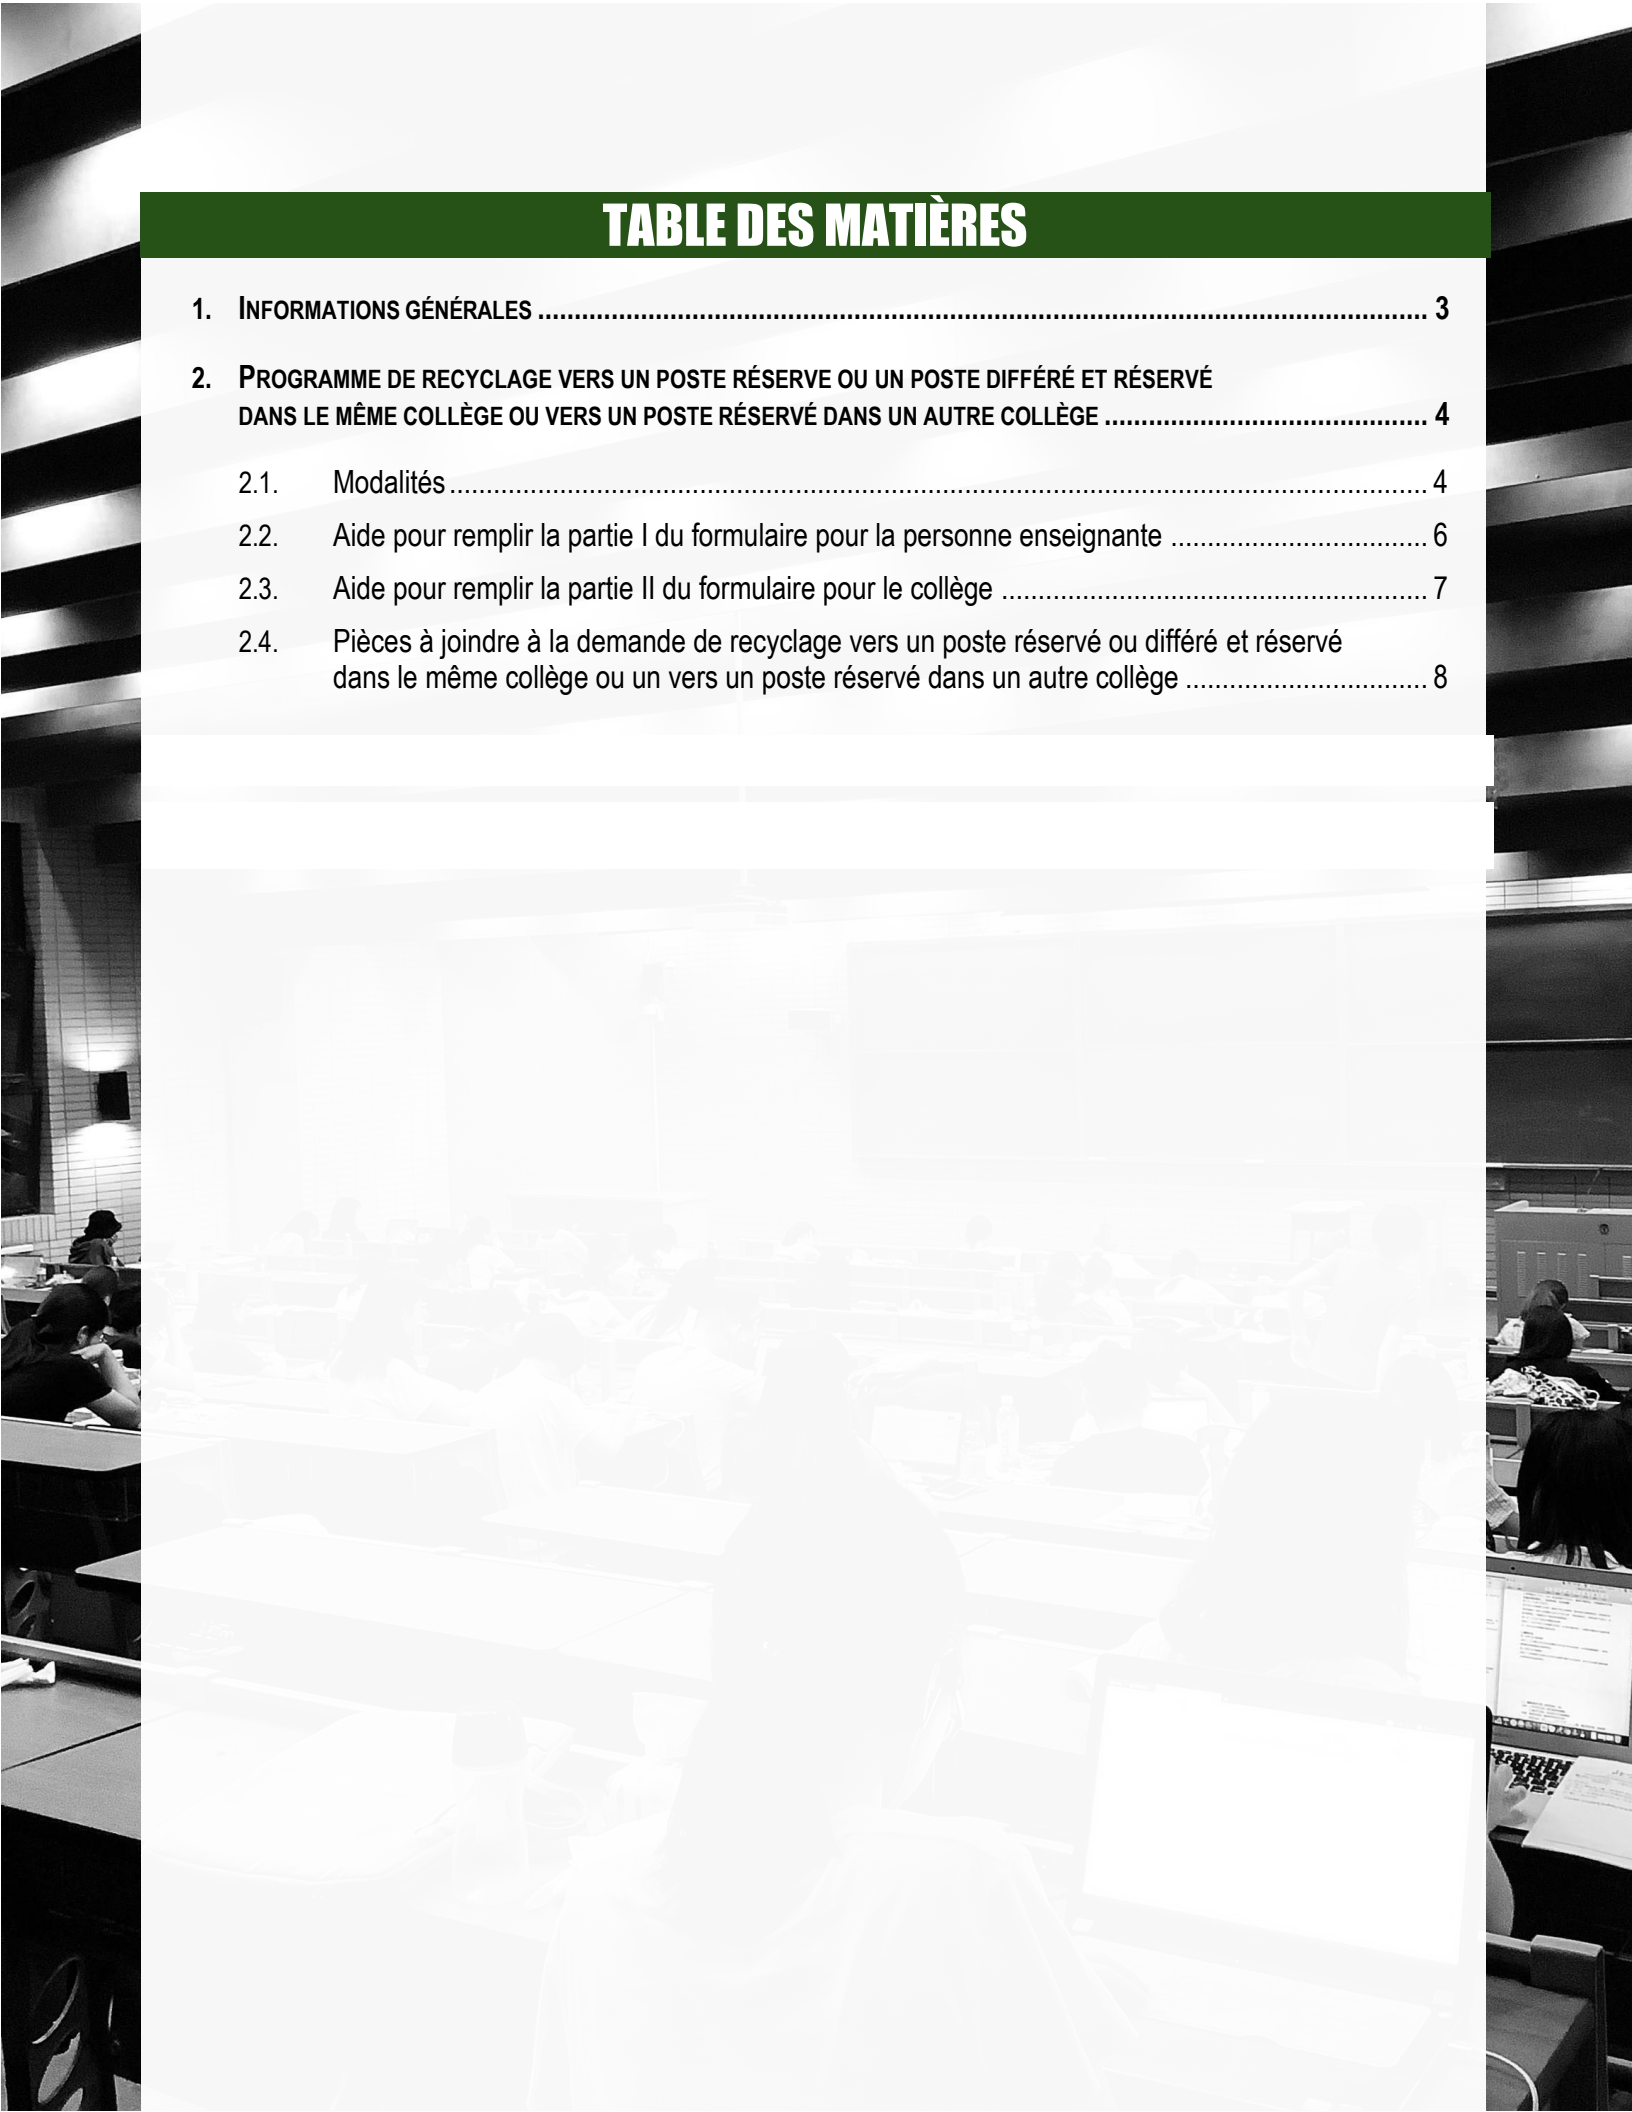 TABLE DES MATIÈRES
1. INFORMATIONS GÉNÉRALES ........................................................................................................................ 3
2. PROGRAMME DE RECYCLAGE VERS UN POSTE RÉSERVE OU UN POSTE DIFFÉRÉ ET RÉSERVÉ
DANS LE MÊME COLLÈGE OU VERS UN POSTE RÉSERVÉ DANS UN AUTRE COLLÈGE ............................................ 4
2.1. Modalités ..................................................................................................................................... 4
2.2. Aide pour remplir la partie I du formulaire pour la personne enseignante ................................... 6
2.3. Aide pour remplir la partie II du formulaire pour le collège .......................................................... 7
2.4. Pièces à joindre à la demande de recyclage vers un poste réservé ou différé et réservé
dans le même collège ou un vers un poste réservé dans un autre collège ................................. 8